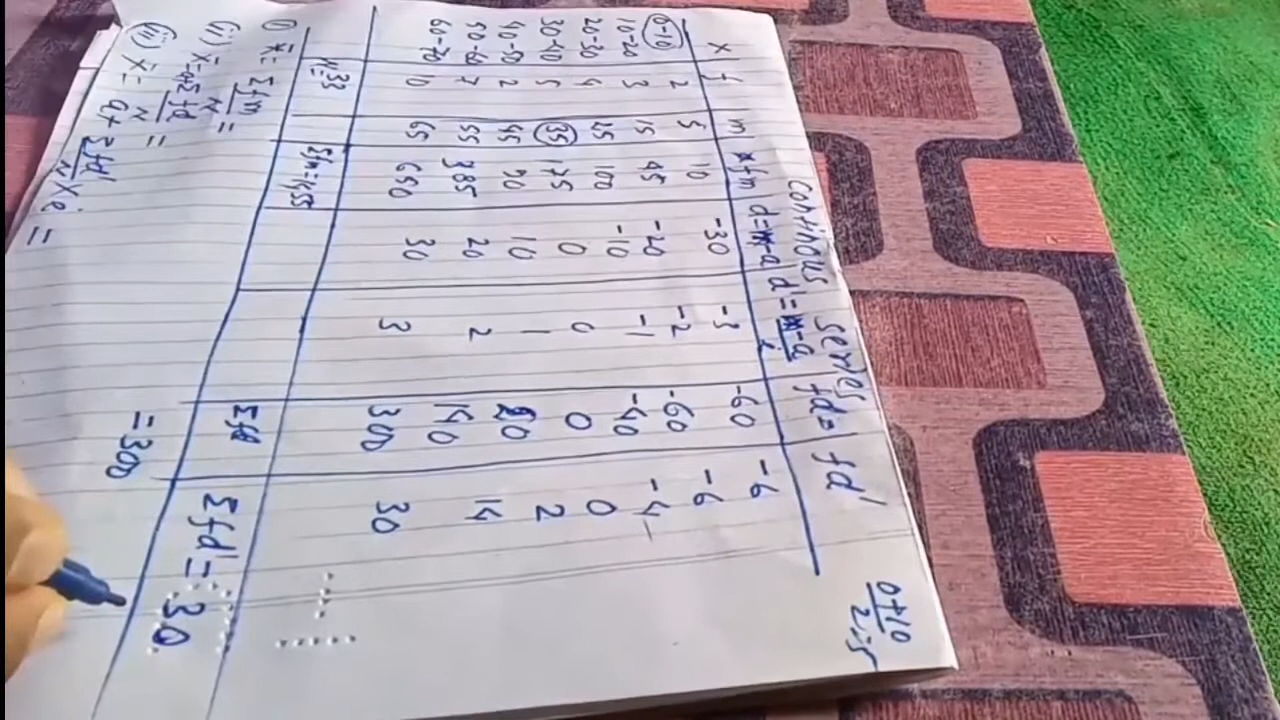 continous series
x f m fm d=m-a d'=m-a/i fd= fd'
0-10 2 5 10 -30 -3 -60 -6
10-20 3 15 45 -20 -2 -60 -6
20-30 4 25 100 -10 -1 -40 -4
30-40 5 35 175 0 0 0 0
40-50 2 45 90 10 1 20 2
50-60 7 55 385 20 2 140 14
60-70 10 65 650 30 3 300 30
N=33 Σfm=1,455 Σfd =300 Σfd'=30
(i) x̄= Σfm/N =
(ii) x̄=a+Σfd/N =
(iii) x̄= a+Σfd'/N×i =
0+10/2=5